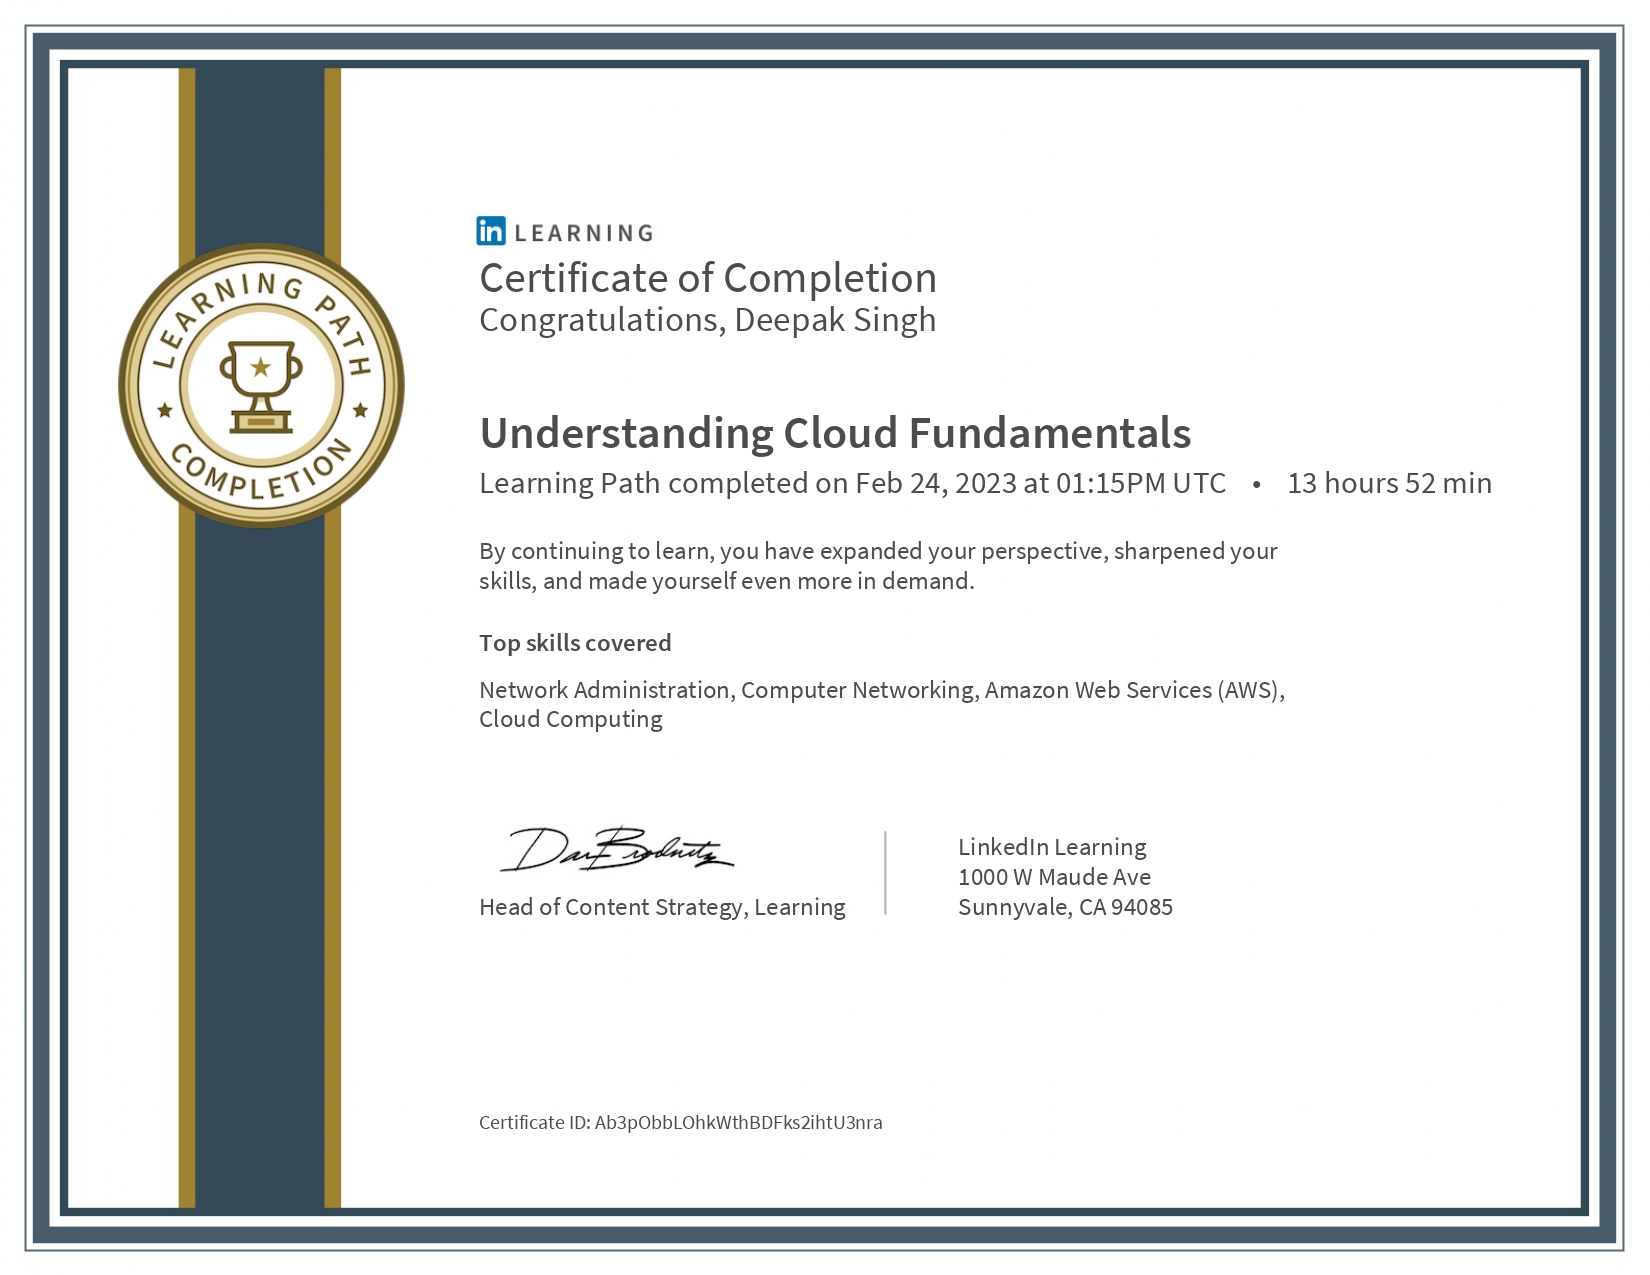 LEARNING PATH
COMPLETION
in LEARNING
Certificate of Completion
Congratulations, Deepak Singh
Understanding Cloud Fundamentals
Learning Path completed on Feb 24, 2023 at 01:15PM UTC • 13 hours 52 min
By continuing to learn, you have expanded your perspective, sharpened your
skills, and made yourself even more in demand.
Top skills covered
Network Administration, Computer Networking, Amazon Web Services (AWS),
Cloud Computing
Dan Brodnitz
Head of Content Strategy, Learning
LinkedIn Learning
1000 W Maude Ave
Sunnyvale, CA 94085
Certificate ID: Ab3pObbLOhkWthBDFks2ihtU3nra